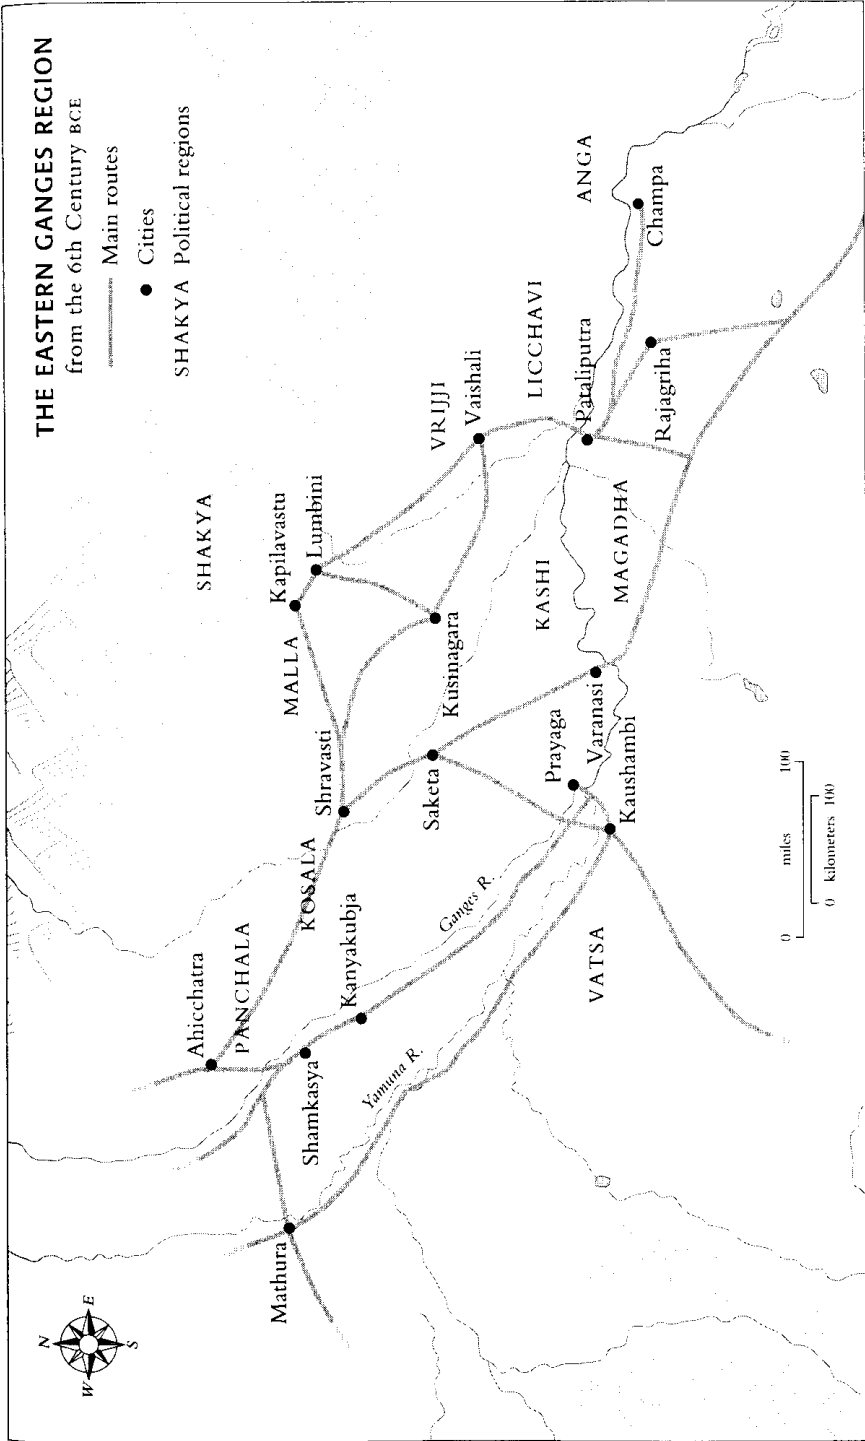 THE EASTERN GANGES REGION
from the 6th Century BCE
Main routes
Cities
SHAKYA Political regions
N
W
E
S
SHAKYA
Ahicchatra
PANCHALA
KOSALA
Shravasti
MALLA
Kapilavastu
Lumbini
VRIJJI
Vaishali
Mathura
Shamkasya
Kanyakubja
Saketa
Kusinagara
Yamuna R.
Ganges R.
Prayaga
KASHI
LICCHAVI
Pataliputra
ANGA
Champa
VATSA
Kaushambi
Varanasi
MAGADHA
Rajagriha
0 miles 100
0 kilometers 100